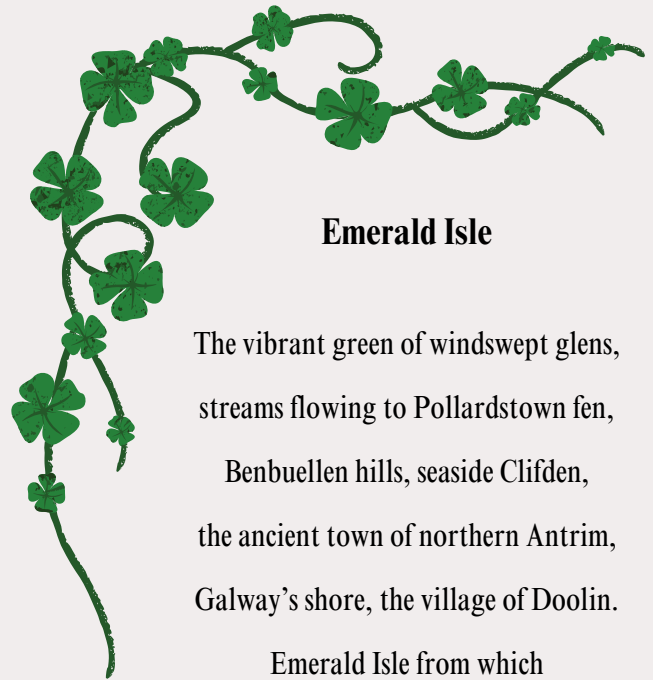 Emerald Isle
The vibrant green of windswept glens,
streams flowing to Pollardstown fen,
Benbuellen hills, seaside Clifden,
the ancient town of northern Antrim,
Galway’s shore, the village of Doolin.
Emerald Isle from which